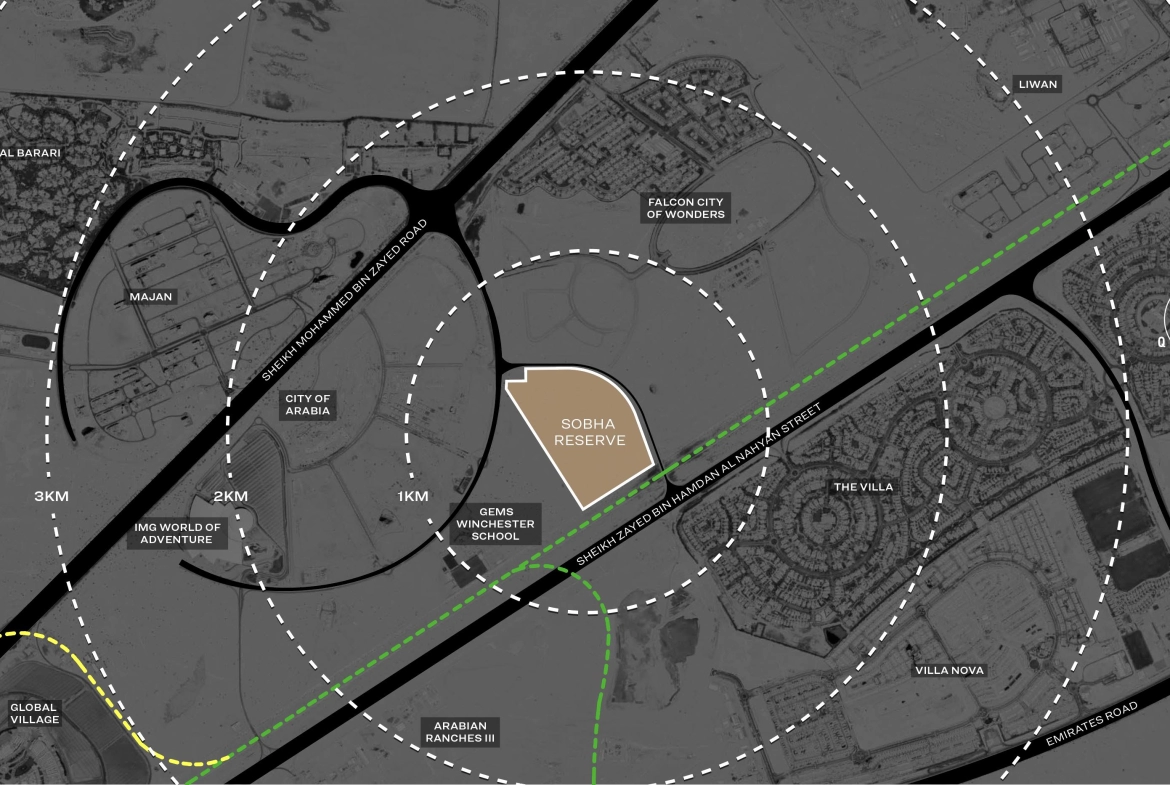 LIWAN
AL BARARI
FALCON CITY
OF WONDERS
SHEIKH MOHAMMED BIN ZAYED ROAD
MAJAN
CITY OF
ARABIA
SOBHA
RESERVE
3KM
2KM
1KM
THE VILLA
SHEIKH ZAYED BIN HAMDAN AL NAHYAN STREET
GEMS
WINCHESTER
SCHOOL
IMG WORLD OF
ADVENTURE
VILLA NOVA
GLOBAL
VILLAGE
ARABIAN
RANCHES III
EMIRATES ROAD